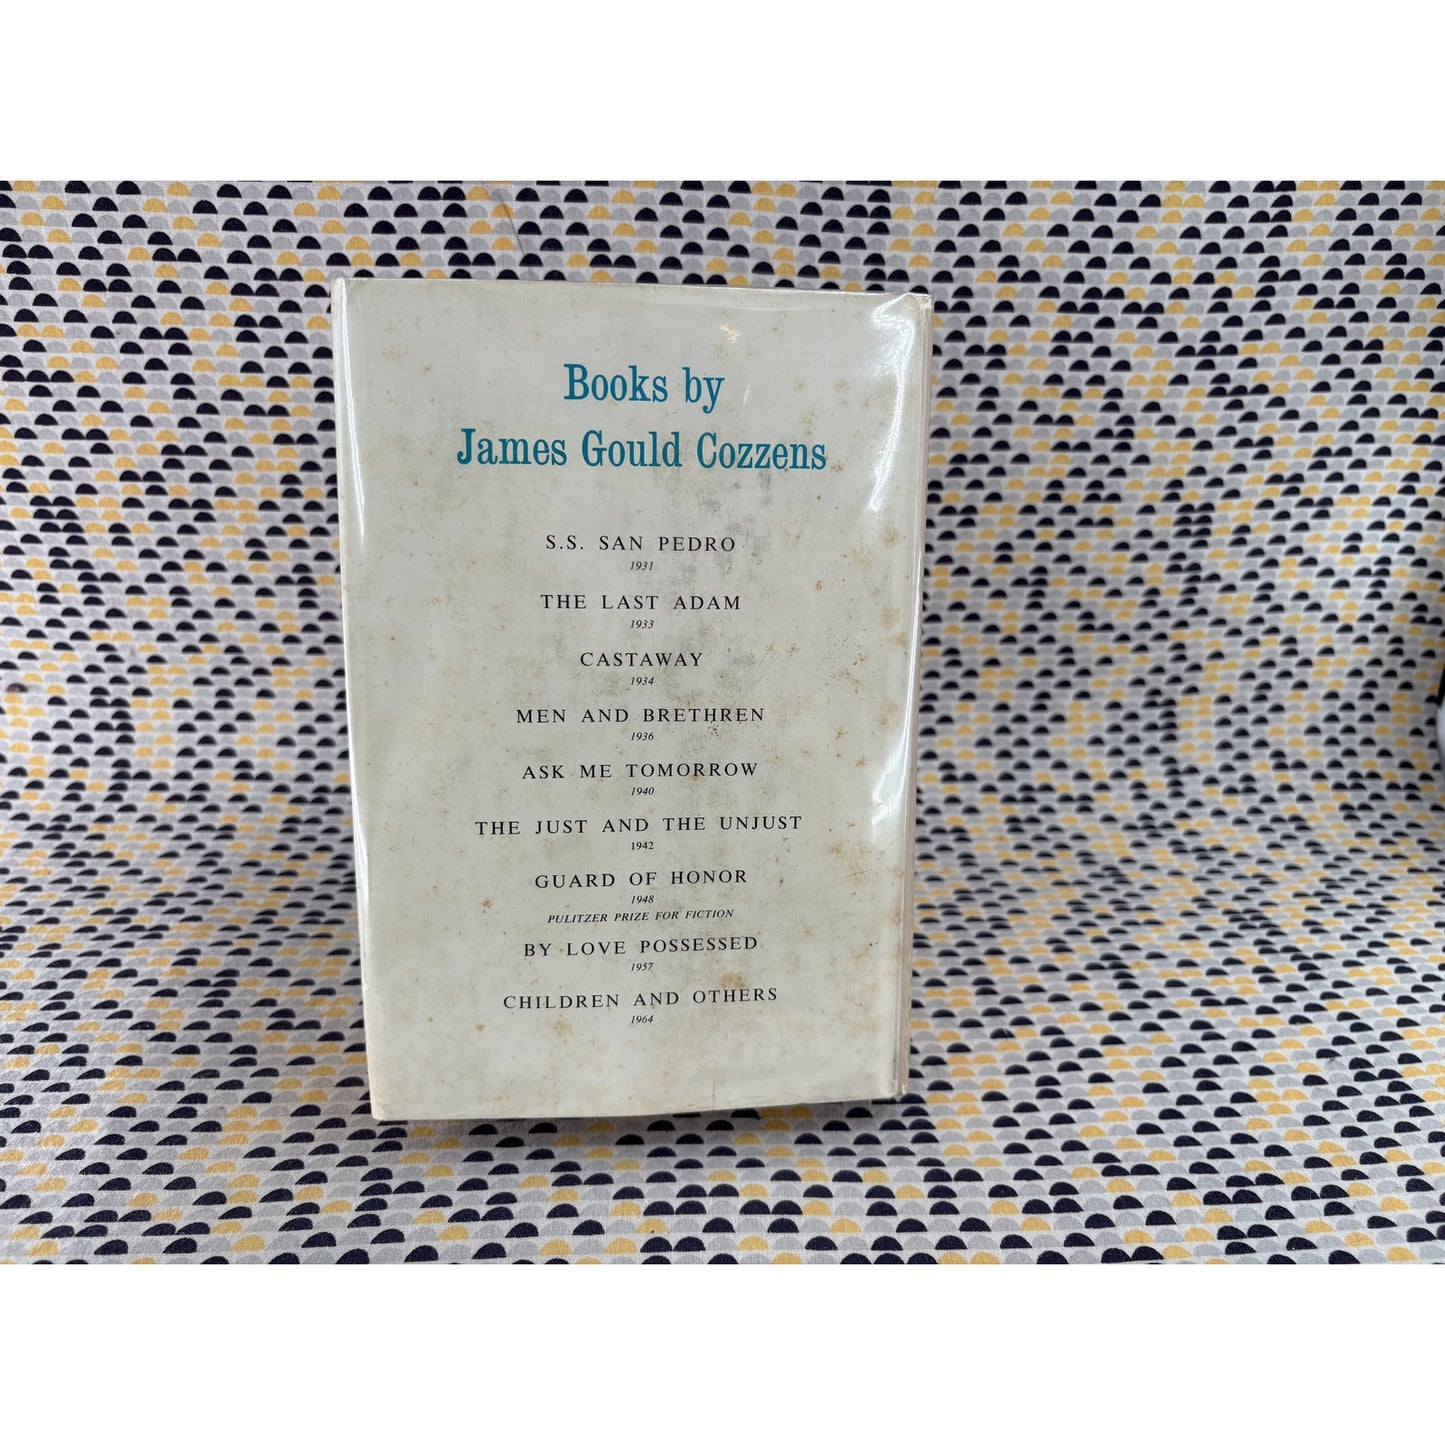 Books by
James Gould Cozzens
S.S. SAN PEDRO
1931
THE LAST ADAM
1933
CASTAWAY
1934
MEN AND BRETHREN
1936
ASK ME TOMORROW
1940
THE JUST AND THE UNJUST
1942
GUARD OF HONOR
1948
PULITZER PRIZE FOR FICTION
BY LOVE POSSESSED
1957
CHILDREN AND OTHERS
1964